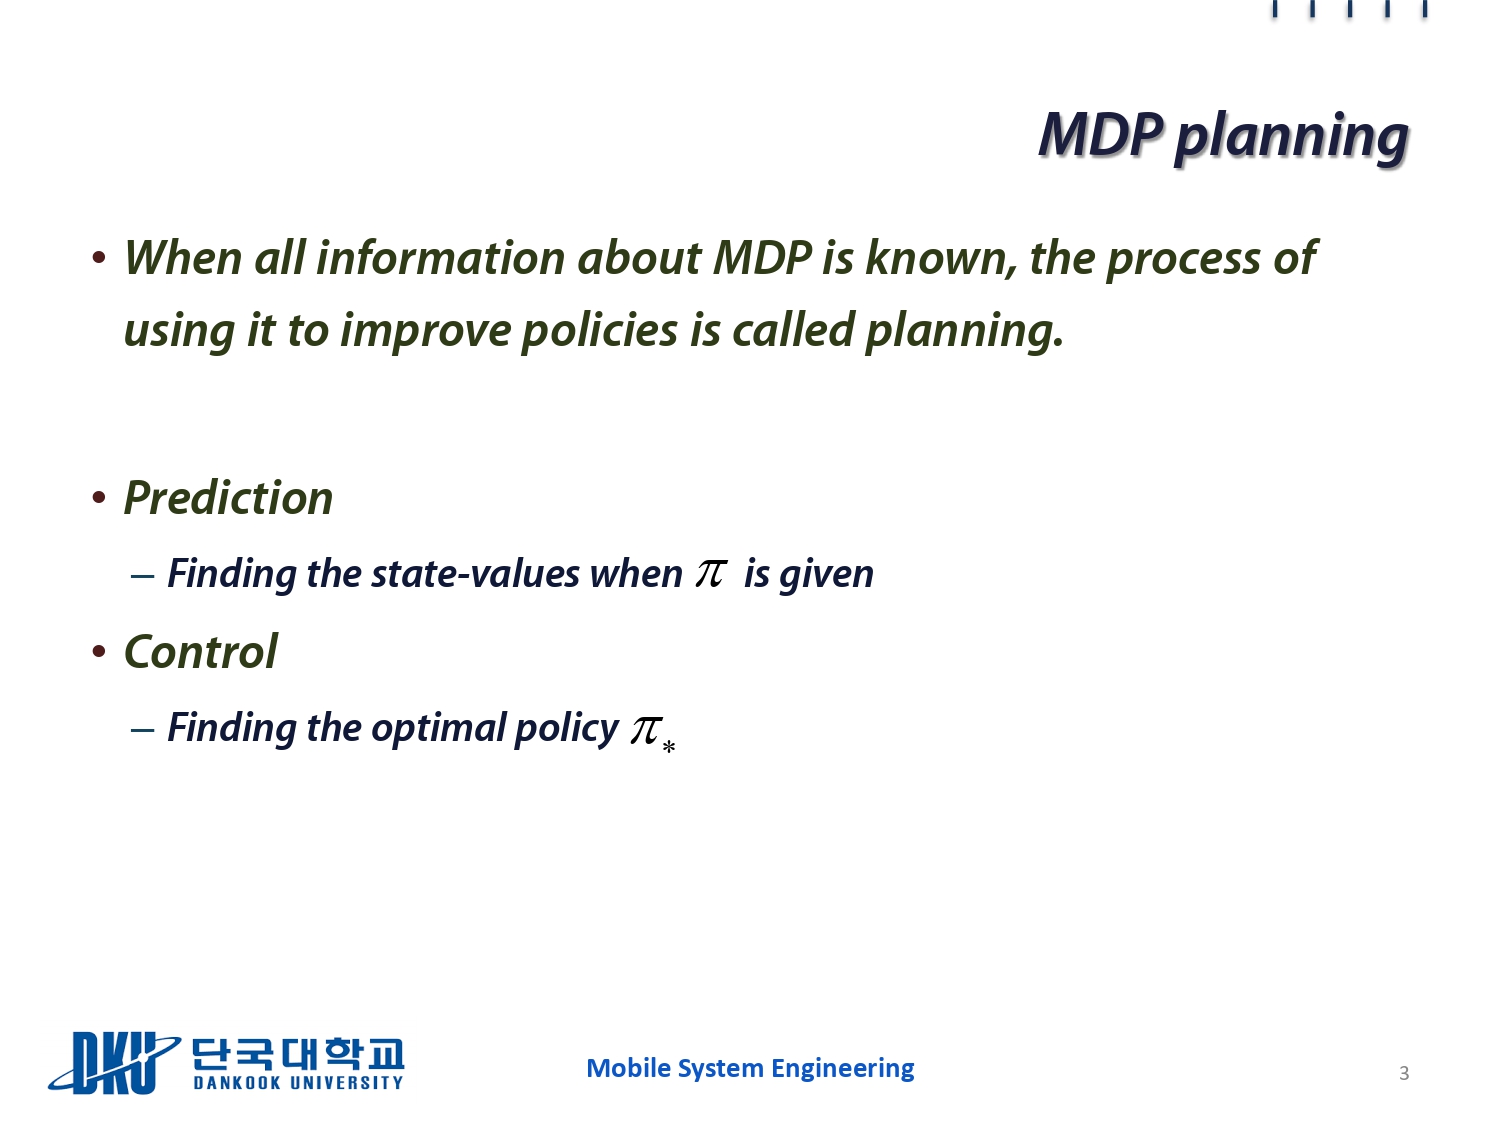 MDP planning
• When all information about MDP is known, the process of
using it to improve policies is called planning.
• Prediction
– Finding the state-values when π is given
• Control
– Finding the optimal policy π*
DKU 단국대학교
DANKOOK UNIVERSITY
Mobile System Engineering
3